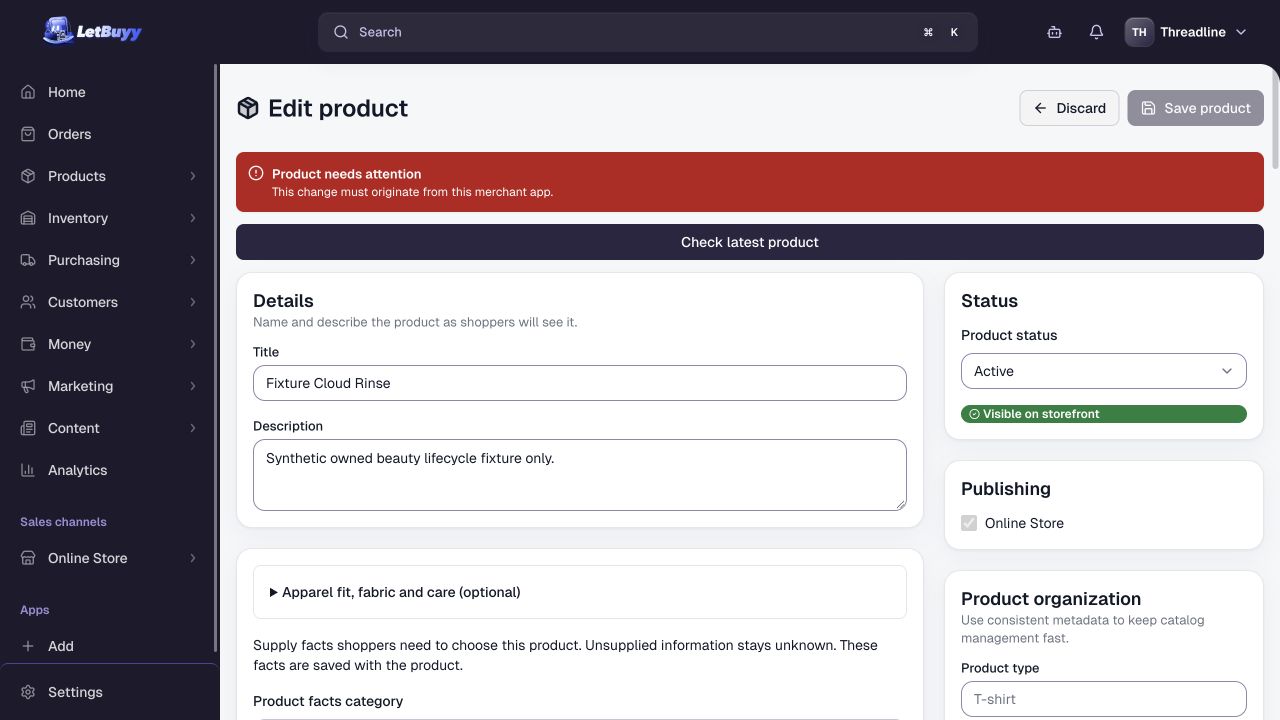 LetBuyy
Search
⌘ K
TH Threadline
Home
Orders
Products
Inventory
Purchasing
Customers
Money
Marketing
Content
Analytics
Sales channels
Online Store
Apps
Add
Settings
Edit product
Discard
Save product
Product needs attention
This change must originate from this merchant app.
Check latest product
Details
Name and describe the product as shoppers will see it.
Title
Fixture Cloud Rinse
Description
Synthetic owned beauty lifecycle fixture only.
Apparel fit, fabric and care (optional)
Supply facts shoppers need to choose this product. Unsupplied information stays unknown. These
facts are saved with the product.
Product facts category
Status
Product status
Active
Visible on storefront
Publishing
Online Store
Product organization
Use consistent metadata to keep catalog
management fast.
Product type
T-shirt